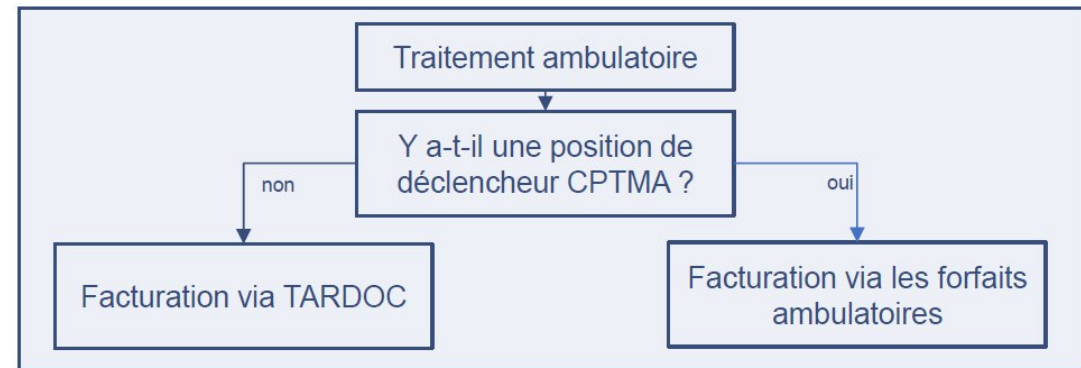 Traitement ambulatoire
Y a-t-il une position de
déclencheur CPTMA ?
non
oui
Facturation via TARDOC
Facturation via les forfaits
ambulatoires